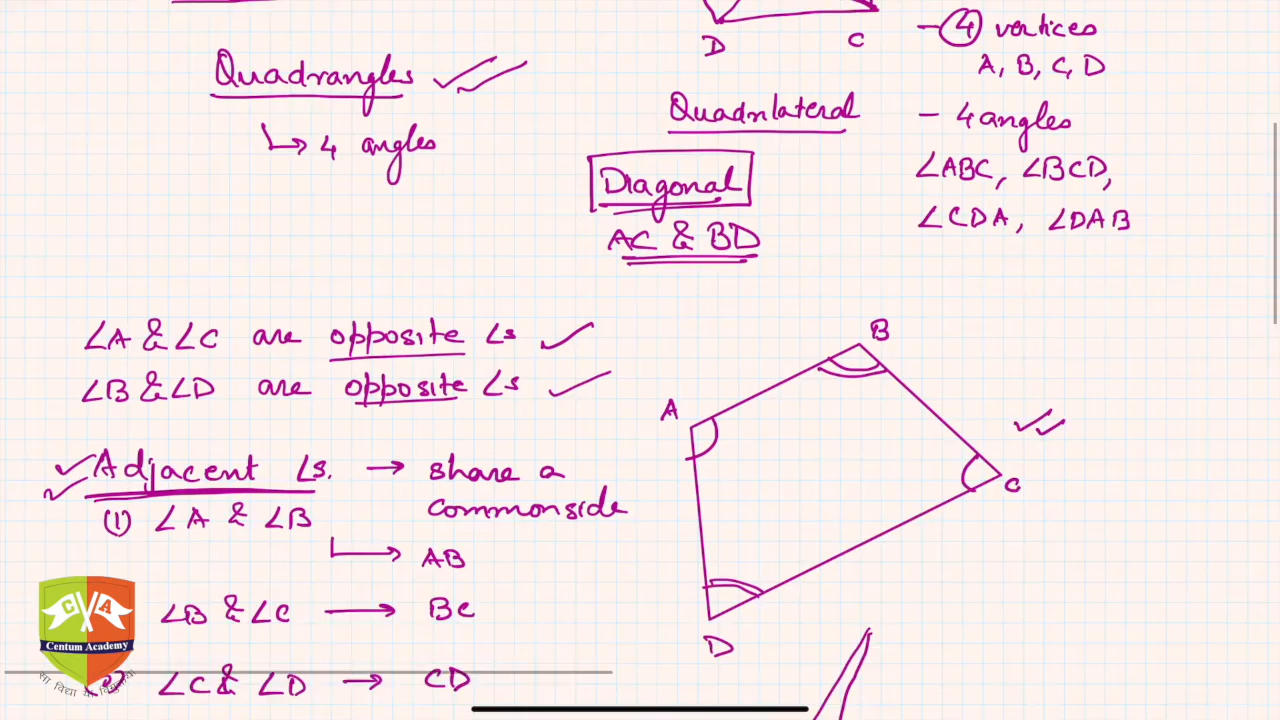 D
C
- 4 vertices
A, B, C, D
Quadrangles
↳ 4 angles
Quadrilateral
- 4 angles
∠ABC, ∠BCD,
∠CDA, ∠DAB
Diagonal
AC & BD
∠A & ∠C are opposite ∠s
∠B & ∠D are opposite ∠s
Adjacent ∠s. → share a
common side
(1) ∠A & ∠B
↳ AB
∠B & ∠C → BC
∠C & ∠D → CD
B
A
C
D
C A
Centum Academy